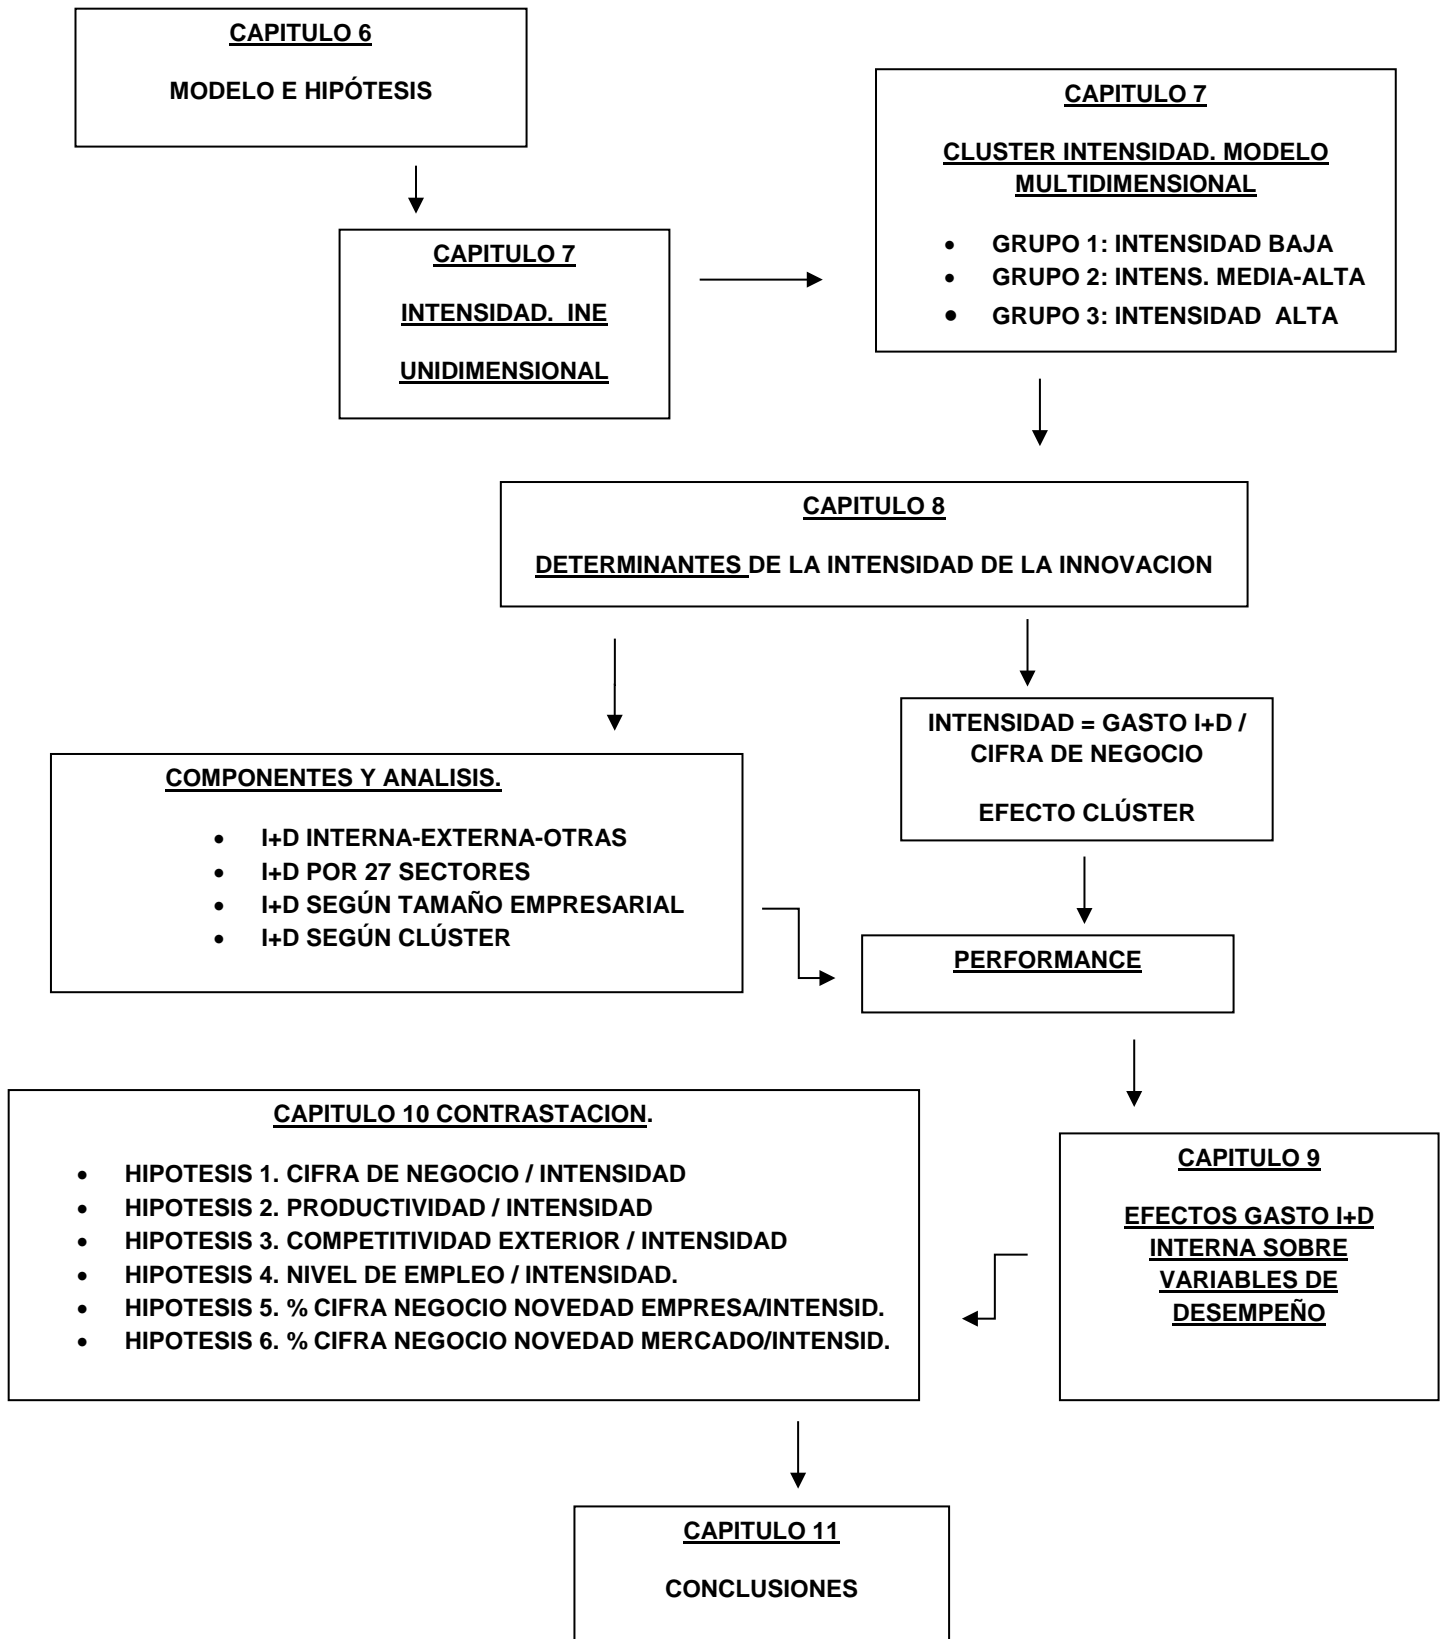 CAPITULO 6
MODELO E HIPÓTESIS
CAPITULO 7
INTENSIDAD. INE
UNIDIMENSIONAL
CAPITULO 7
CLUSTER INTENSIDAD. MODELO
MULTIDIMENSIONAL
• GRUPO 1: INTENSIDAD BAJA
• GRUPO 2: INTENS. MEDIA-ALTA
• GRUPO 3: INTENSIDAD ALTA
CAPITULO 8
DETERMINANTES DE LA INTENSIDAD DE LA INNOVACION
COMPONENTES Y ANALISIS.
• I+D INTERNA-EXTERNA-OTRAS
• I+D POR 27 SECTORES
• I+D SEGÚN TAMAÑO EMPRESARIAL
• I+D SEGÚN CLÚSTER
INTENSIDAD = GASTO I+D /
CIFRA DE NEGOCIO
EFECTO CLÚSTER
PERFORMANCE
CAPITULO 9
EFECTOS GASTO I+D
INTERNA SOBRE
VARIABLES DE
DESEMPEÑO
CAPITULO 10 CONTRASTACION.
• HIPOTESIS 1. CIFRA DE NEGOCIO / INTENSIDAD
• HIPOTESIS 2. PRODUCTIVIDAD / INTENSIDAD
• HIPOTESIS 3. COMPETITIVIDAD EXTERIOR / INTENSIDAD
• HIPOTESIS 4. NIVEL DE EMPLEO / INTENSIDAD.
• HIPOTESIS 5. % CIFRA NEGOCIO NOVEDAD EMPRESA/INTENSID.
• HIPOTESIS 6. % CIFRA NEGOCIO NOVEDAD MERCADO/INTENSID.
CAPITULO 11
CONCLUSIONES